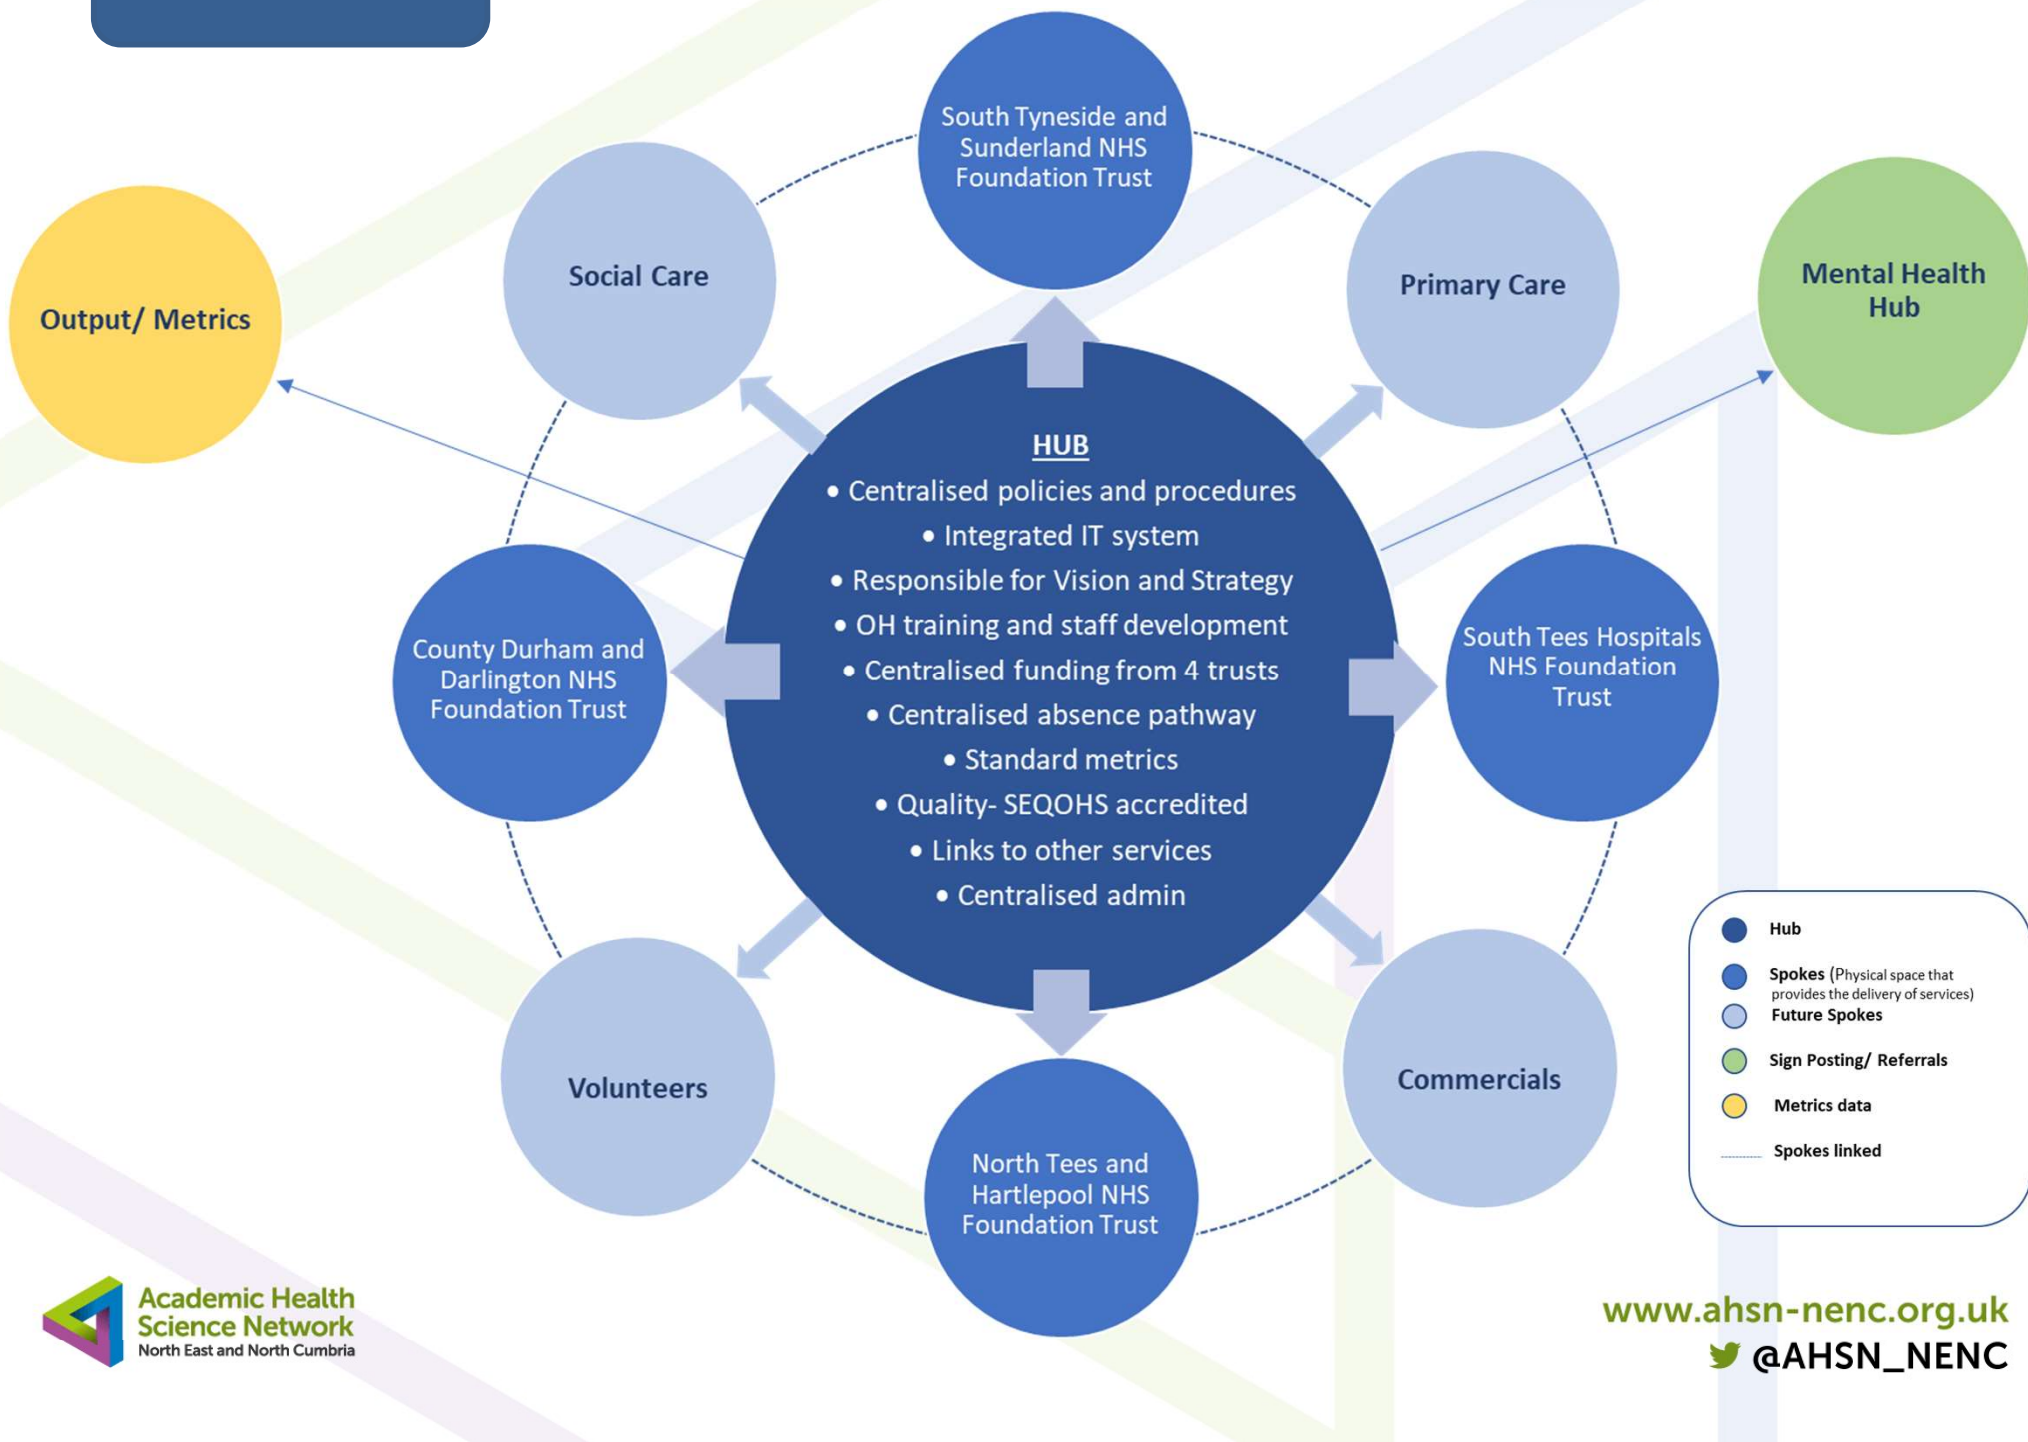 South Tyneside and
Sunderland NHS
Foundation Trust
Social Care
Primary Care
Mental Health
Hub
Output/ Metrics
HUB
• Centralised policies and procedures
• Integrated IT system
• Responsible for Vision and Strategy
• OH training and staff development
• Centralised funding from 4 trusts
• Centralised absence pathway
• Standard metrics
• Quality- SEQOHS accredited
• Links to other services
• Centralised admin
County Durham and
Darlington NHS
Foundation Trust
South Tees Hospitals
NHS Foundation
Trust
Volunteers
Commercials
North Tees and
Hartlepool NHS
Foundation Trust
Hub
Spokes (Physical space that
provides the delivery of services)
Future Spokes
Sign Posting/ Referrals
Metrics data
Spokes linked
Academic Health
Science Network
North East and North Cumbria
www.ahsn-nenc.org.uk
@AHSN_NENC